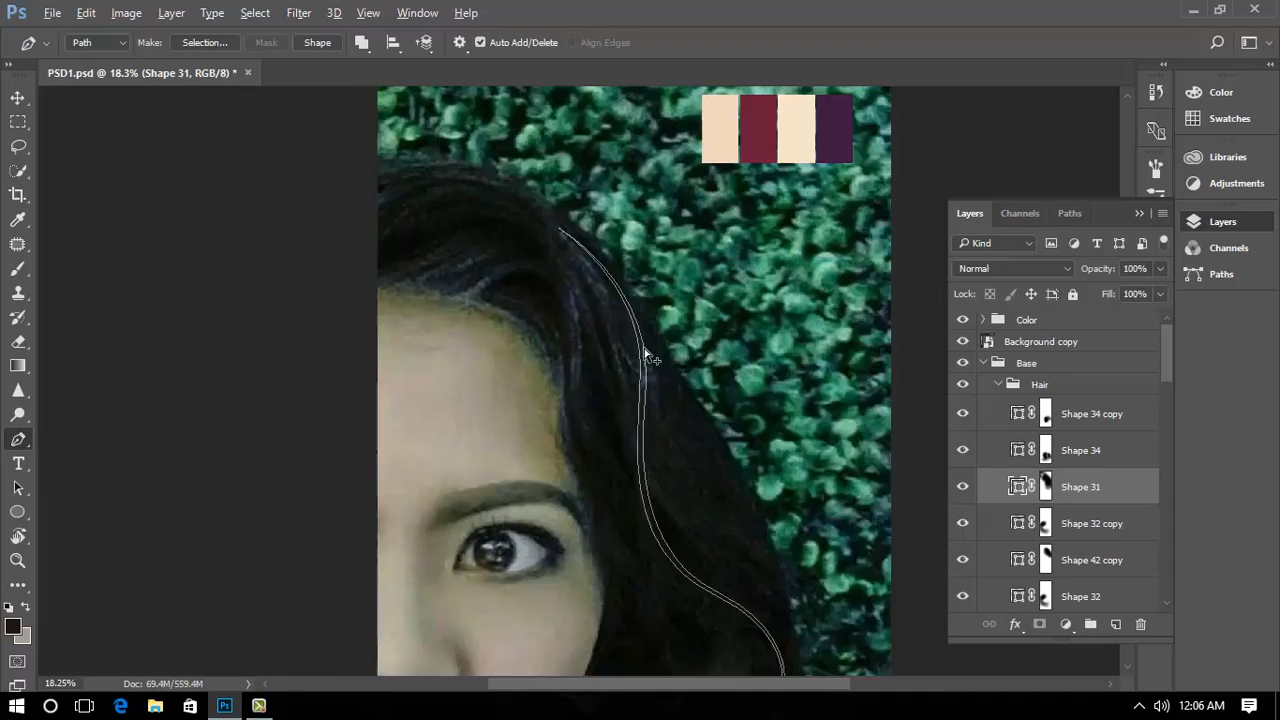 Ps File Edit Image Layer Type Select Filter 3D View Window Help
Path Make: Selection... Mask Shape Auto Add/Delete Align Edges
PSD1.psd @ 18.3% (Shape 31, RGB/8) * ×
Color
Swatches
Libraries
Adjustments
Layers
Channels
Paths
Layers Channels Paths
Kind
Normal Opacity: 100%
Lock: Fill: 100%
Color
Background copy
Base
Hair
Shape 34 copy
Shape 34
Shape 31
Shape 32 copy
Shape 42 copy
Shape 32
fx
18.25% Doc: 69.4M/559.4M
Ps 12:06 AM